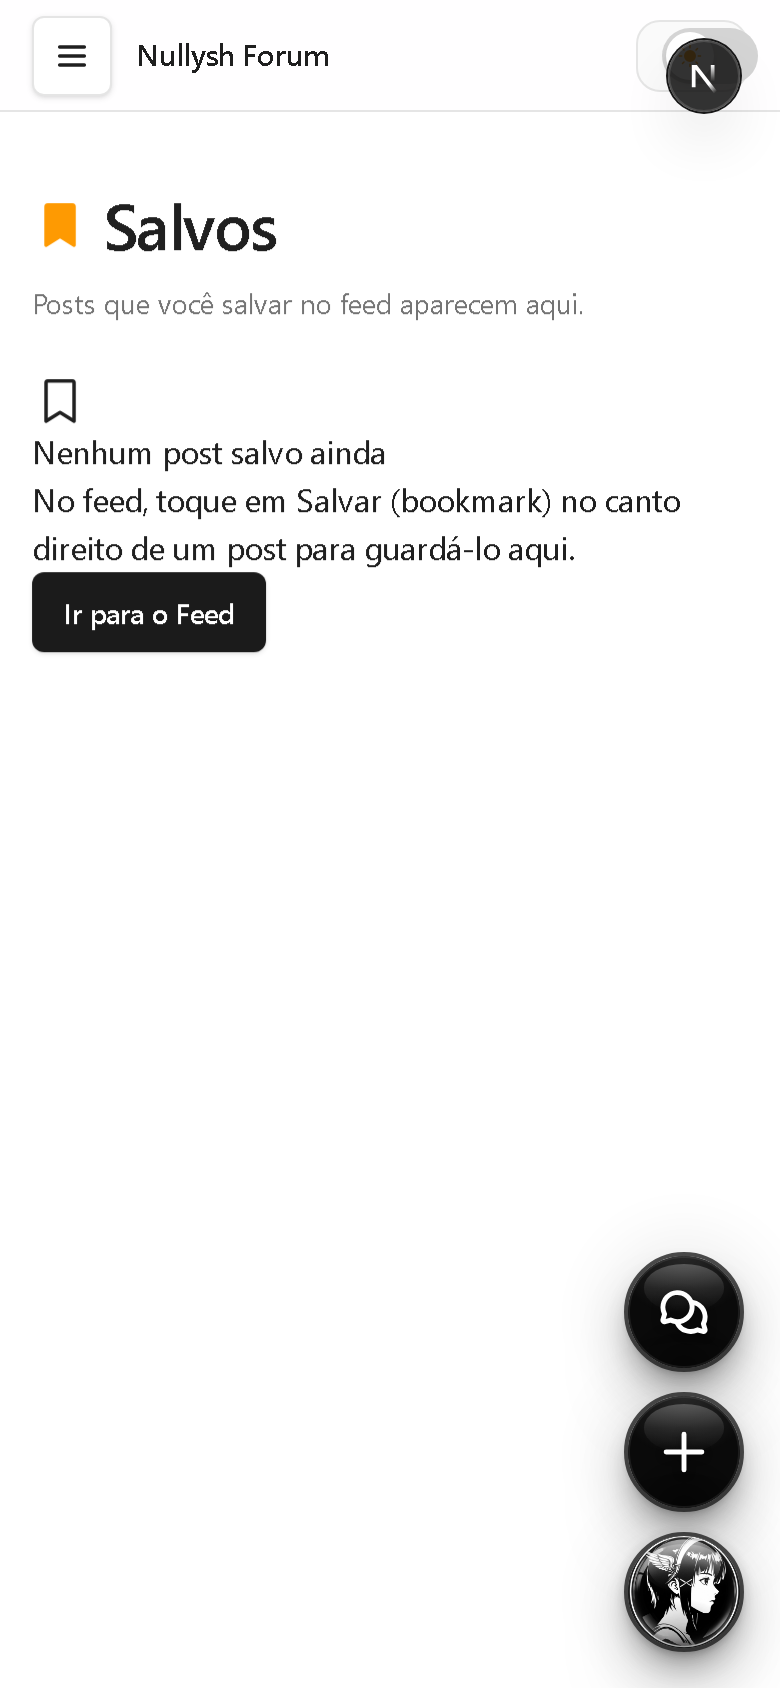 Nullysh Forum
N
Salvos
Posts que você salvar no feed aparecem aqui.
Nenhum post salvo ainda
No feed, toque em Salvar (bookmark) no canto
direito de um post para guardá-lo aqui.
Ir para o Feed